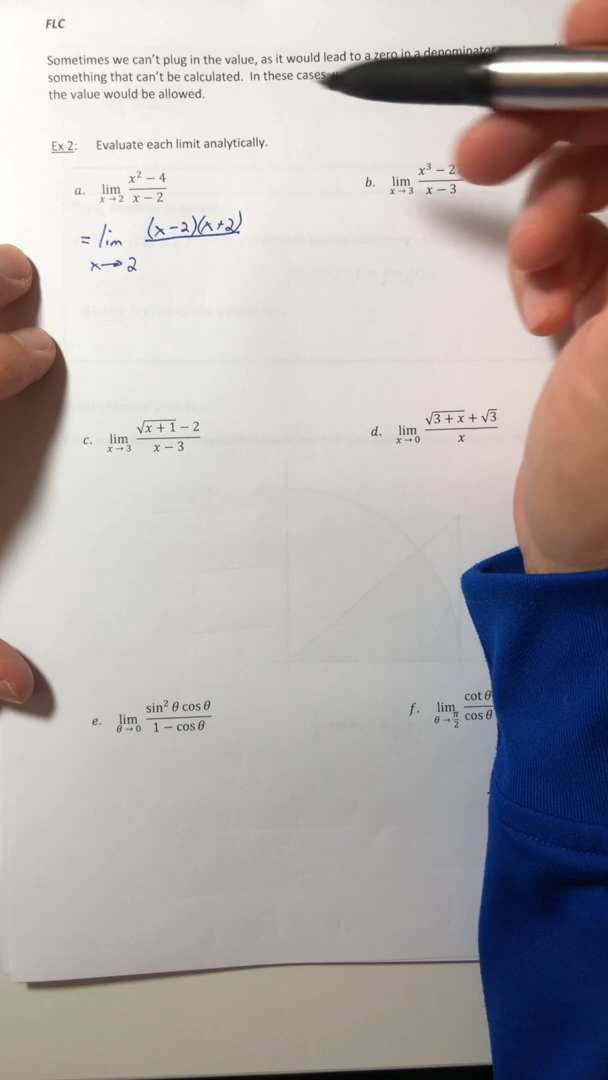 FLC
Sometimes we can't plug in the value, as it would lead to a zero in a denominator
something that can't be calculated. In these cases
the value would be allowed.
Ex 2: Evaluate each limit analytically.
a. lim x→2 (x² − 4)/(x − 2)
b. lim x→3 (x³ − 2)/(x − 3)
= lim x→2 (x-2)(x+2)
c. lim x→3 (√(x + 1) − 2)/(x − 3)
d. lim x→0 (√(3 + x) + √3)/x
e. lim θ→0 (sin² θ cos θ)/(1 − cos θ)
f. lim θ→π/2 (cot θ)/(cos θ)